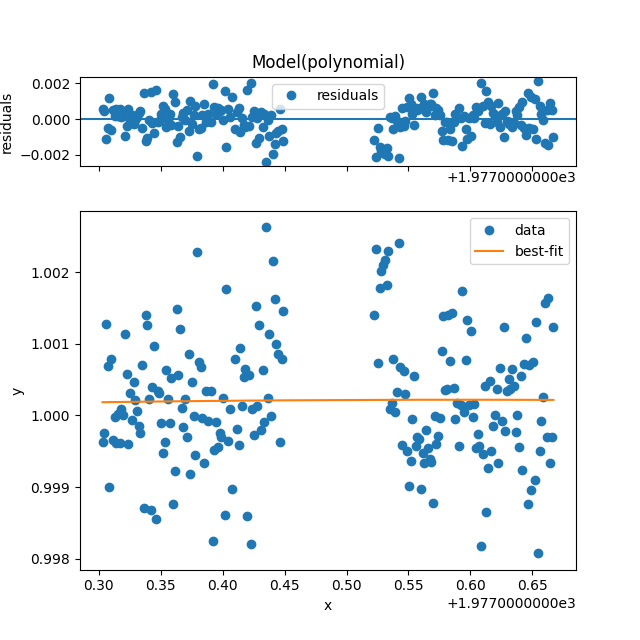 Model(polynomial)
residuals
0.002
0.000
−0.002
residuals
+1.9770000000e3
y
1.002
1.001
1.000
0.999
0.998
data
best-fit
0.30 0.35 0.40 0.45 0.50 0.55 0.60 0.65
x
+1.9770000000e3